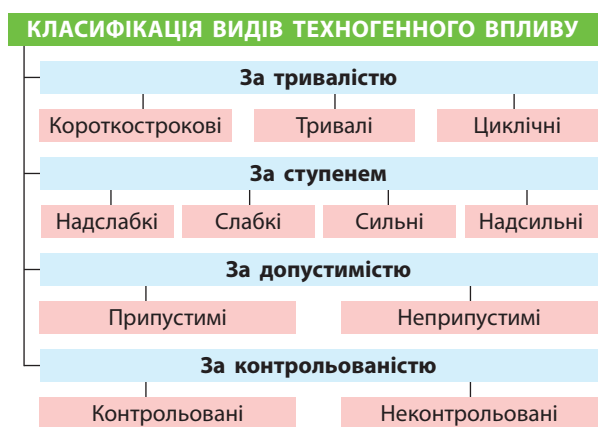 КЛАСИФІКАЦІЯ ВИДІВ ТЕХНОГЕННОГО ВПЛИВУ
За тривалістю
Короткострокові Тривалі Циклічні
За ступенем
Надслабкі Слабкі Сильні Надсильні
За допустимістю
Припустимі Неприпустимі
За контрольованістю
Контрольовані Неконтрольовані